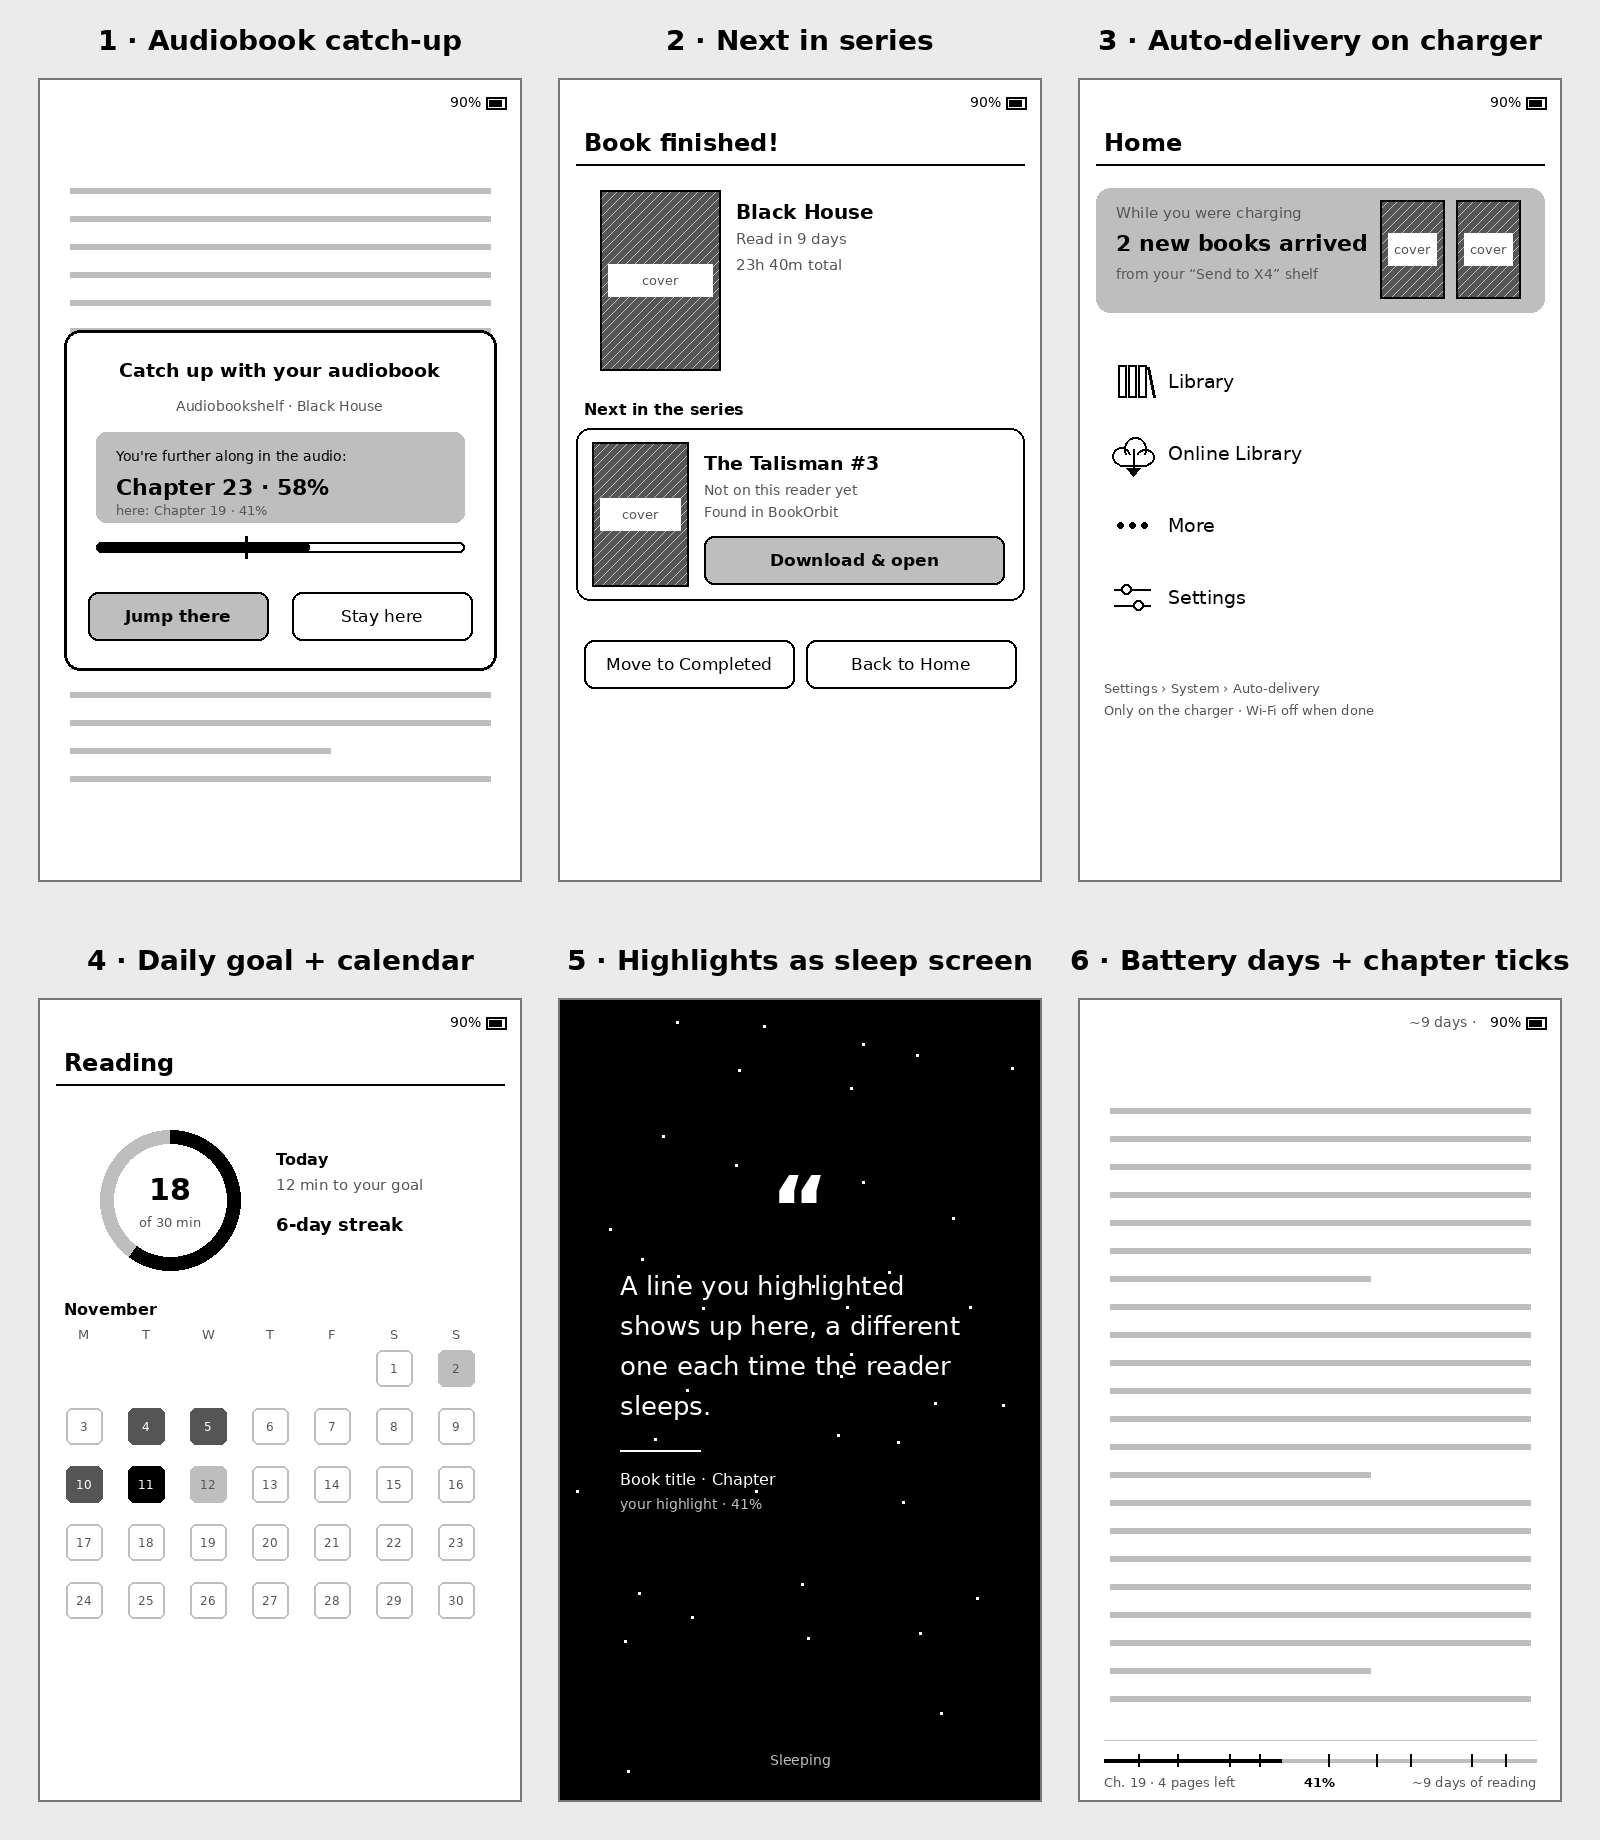 1 · Audiobook catch-up
90%
Catch up with your audiobook
Audiobookshelf · Black House
You're further along in the audio:
Chapter 23 · 58%
here: Chapter 19 · 41%
Jump there
Stay here
2 · Next in series
90%
Book finished!
cover
Black House
Read in 9 days
23h 40m total
Next in the series
cover
The Talisman #3
Not on this reader yet
Found in BookOrbit
Download & open
Move to Completed
Back to Home
3 · Auto-delivery on charger
90%
Home
While you were charging
2 new books arrived
from your “Send to X4” shelf
cover
cover
Library
Online Library
More
Settings
Settings › System › Auto-delivery
Only on the charger · Wi-Fi off when done
4 · Daily goal + calendar
90%
Reading
18
of 30 min
Today
12 min to your goal
6-day streak
November
M T W T F S S
1 2
3 4 5 6 7 8 9
10 11 12 13 14 15 16
17 18 19 20 21 22 23
24 25 26 27 28 29 30
5 · Highlights as sleep screen
“
A line you highlighted
shows up here, a different
one each time the reader
sleeps.
Book title · Chapter
your highlight · 41%
Sleeping
6 · Battery days + chapter ticks
~9 days · 90%
Ch. 19 · 4 pages left 41% ~9 days of reading